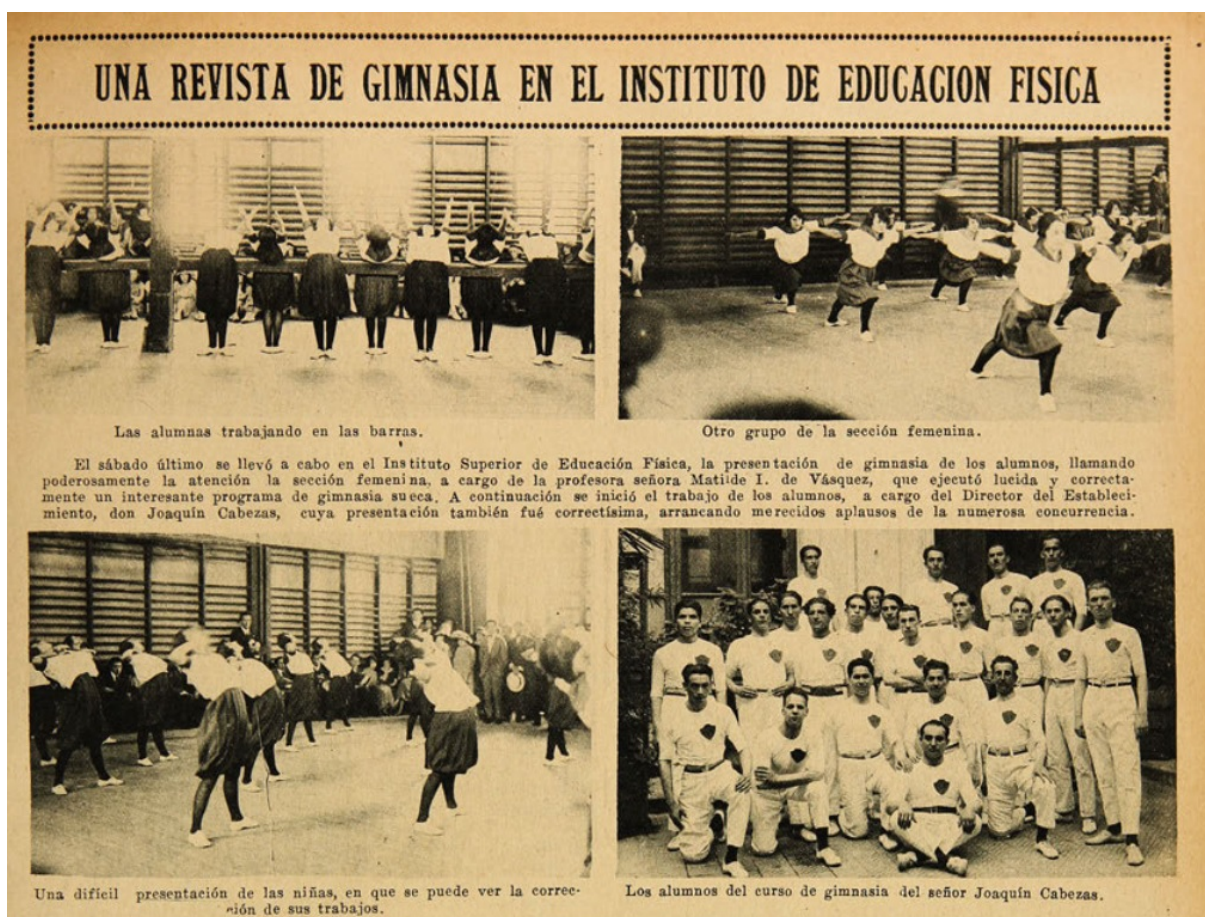 UNA REVISTA DE GIMNASIA EN EL INSTITUTO DE EDUCACION FISICA
Las alumnas trabajando en las barras.
Otro grupo de la sección femenina.
El sábado último se llevó a cabo en el Instituto Superior de Educación Física, la presentación de gimnasia de los alumnos, llamando
poderosamente la atención la sección femenina, a cargo de la profesora señora Matilde I. de Vásquez, que ejecutó lucida y correcta-
mente un interesante programa de gimnasia sueca. A continuación se inició el trabajo de los alumnos, a cargo del Director del Estableci-
miento, don Joaquín Cabezas, cuya presentación también fué correctísima, arrancando merecidos aplausos de la numerosa concurrencia.
Una difícil presentación de las niñas, en que se puede ver la correc-
ción de sus trabajos.
Los alumnos del curso de gimnasia del señor Joaquín Cabezas.